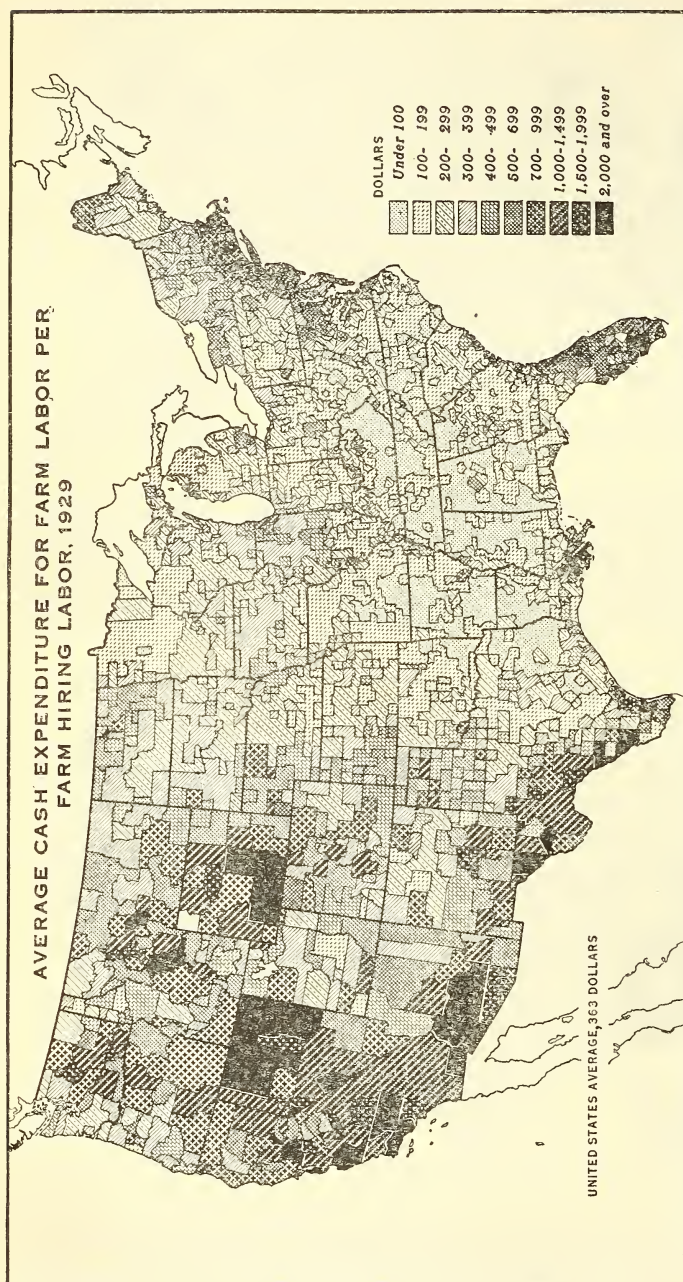 AVERAGE CASH EXPENDITURE FOR FARM LABOR PER
FARM HIRING LABOR, 1929
DOLLARS
Under 100
100- 199
200- 299
300- 399
400- 499
500- 699
700- 999
1,000-1,499
1,500-1,999
2,000 and over
UNITED STATES AVERAGE, 363 DOLLARS